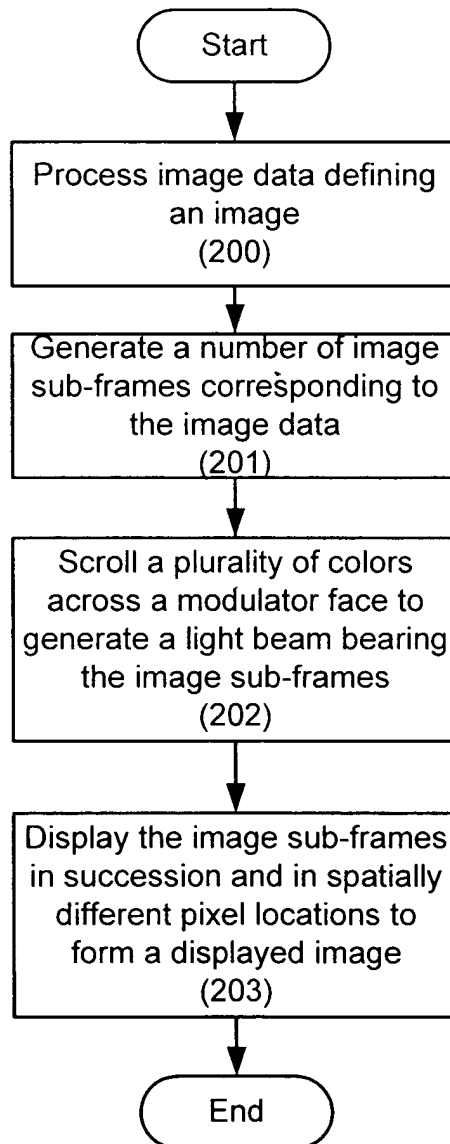 Start
Process image data defining
an image
(200)
Generate a number of image
sub-frames corresponding to
the image data
(201)
Scroll a plurality of colors
across a modulator face to
generate a light beam bearing
the image sub-frames
(202)
Display the image sub-frames
in succession and in spatially
different pixel locations to
form a displayed image
(203)
End